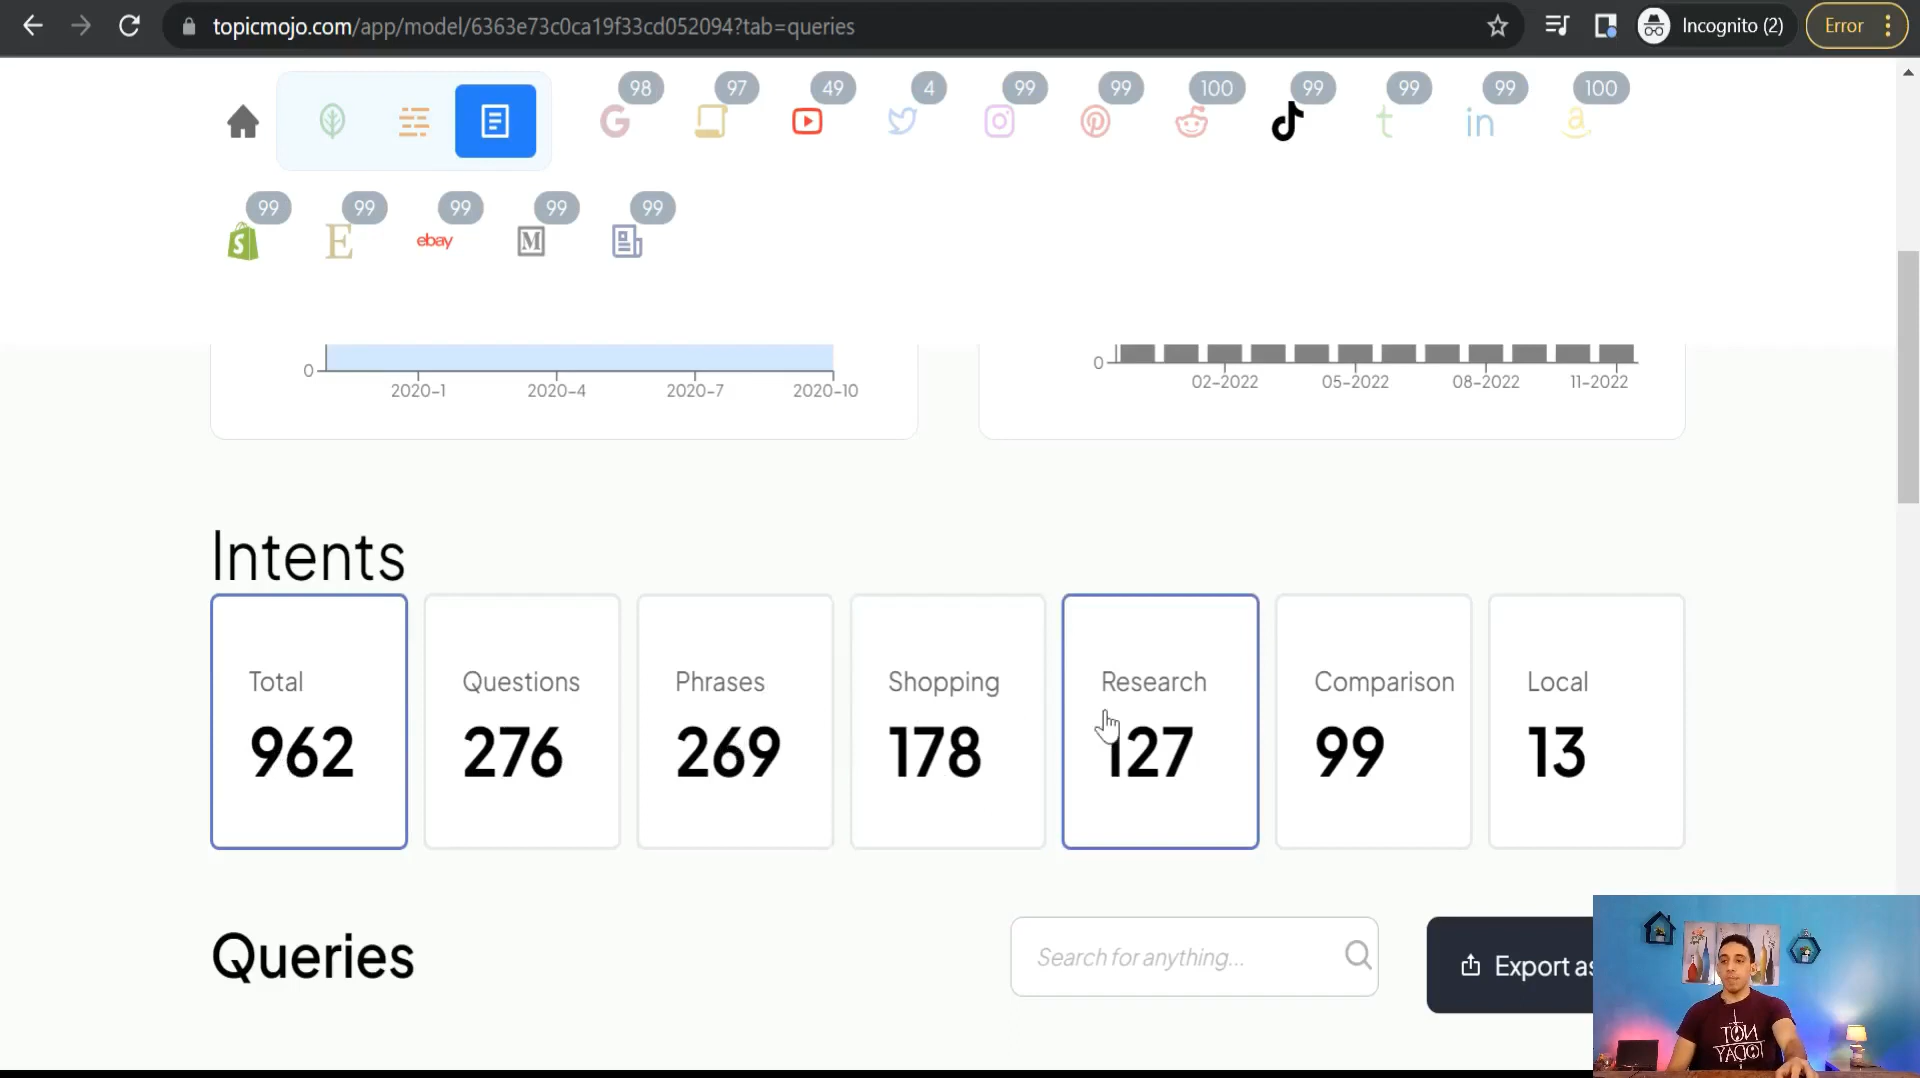 topicmojo.com/app/model/6363e73c0ca19f33cd052094?tab=queries
Incognito (2)
Error
98 97 49 4 99 99 100 99 99 99 100
G t in a
99 99 99 99 99
S E ebay M
0
2020-1 2020-4 2020-7 2020-10
0
02-2022 05-2022 08-2022 11-2022
Intents
Total Questions Phrases Shopping Research Comparison Local
962 276 269 178 127 99 13
Queries
Search for anything...
Export as
NOT
TODAY